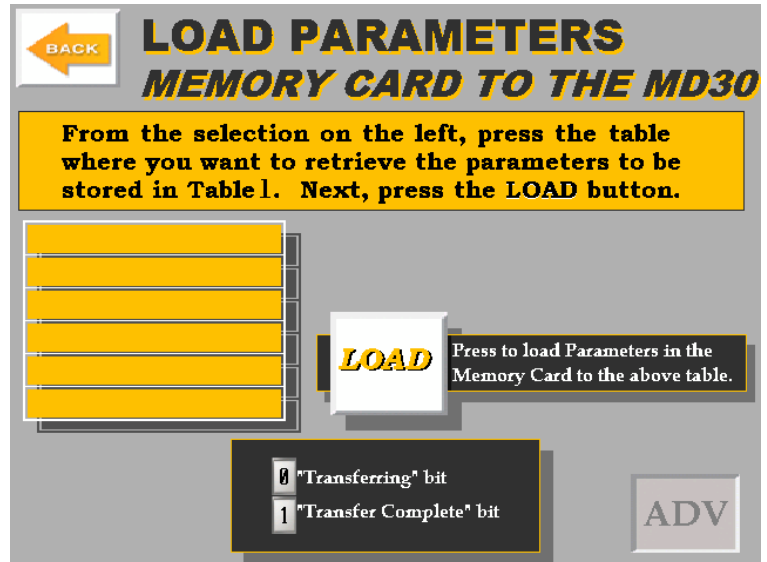 BACK
LOAD PARAMETERS
MEMORY CARD TO THE MD30
From the selection on the left, press the table
where you want to retrieve the parameters to be
stored in Table 1. Next, press the LOAD button.
LOAD
Press to load Parameters in the
Memory Card to the above table.
0 "Transferring" bit
1 "Transfer Complete" bit
ADV